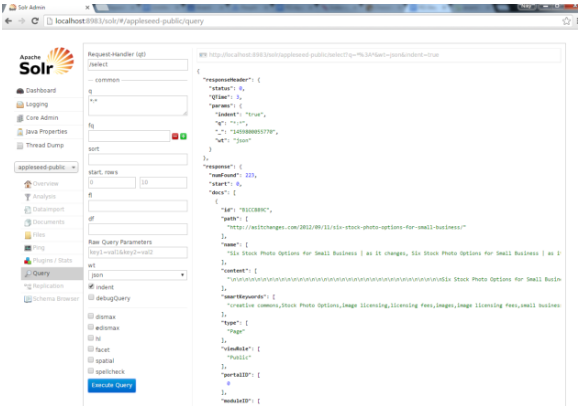 Solr Admin
localhost:8983/solr/#/appleseed-public/query
Apache
Solr
Dashboard
Logging
Core Admin
Java Properties
Thread Dump
appleseed-public
Overview
Analysis
Dataimport
Documents
Files
Ping
Plugins / Stats
Query
Replication
Schema Browser
Request-Handler (qt)
/select
common
q
*:*
fq
sort
start, rows
0 10
fl
df
Raw Query Parameters
key1=val1&key2=val2
wt
json
indent
debugQuery
dismax
edismax
hl
facet
spatial
spellcheck
Execute Query
http://localhost:8983/solr/appleseed-public/select?q=*%3A*&wt=json&indent=true
{
"responseHeader": {
"status": 0,
"QTime": 3,
"params": {
"indent": "true",
"q": "*:*",
"_": "1459800055770",
"wt": "json"
}
},
"response": {
"numFound": 223,
"start": 0,
"docs": [
{
"id":
"path": [
"http://asitchanges.com/2012/09/11/six-stock-photo-options-for-small-business/"
],
"name": [
"Six Stock Photo Options for Small Business | as it changes, Six Stock Photo Options for Small Business | as i
],
"content": [
Six Stock Photo Options for Small Busin
],
"smartKeywords": [
"creative commons,Stock Photo Options,image licensing,licensing fees,images,image licensing fees,small busines
],
"type": [
"Page"
],
"viewRole": [
"Public"
],
"portalID": [
0
],
"moduleID": [